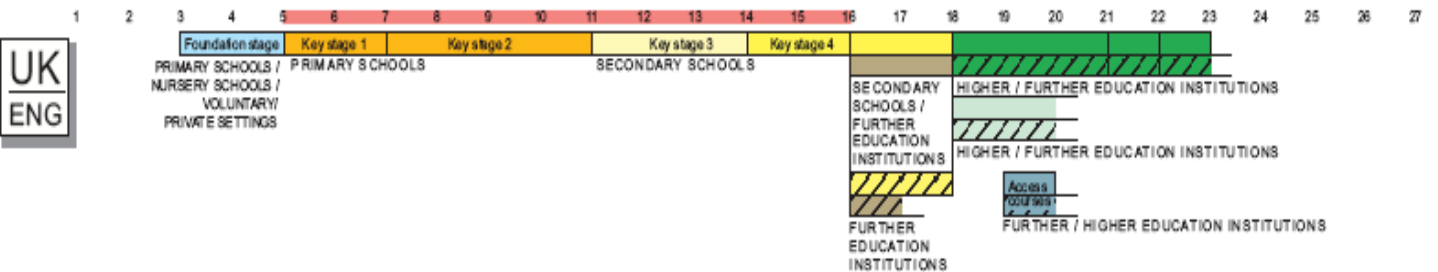 1 2 3 4 5 6 7 8 9 10 11 12 13 14 15 16 17 18 19 20 21 22 23 24 25 26 27
UK
ENG
Foundation stage Key stage 1 Key stage 2 Key stage 3 Key stage 4
PRIMARY SCHOOLS /
NURSERY SCHOOLS /
VOLUNTARY/
PRIVATE SETTINGS
PRIMARY SCHOOLS
SECONDARY SCHOOLS
SECONDARY
SCHOOLS /
FURTHER
EDUCATION
INSTITUTIONS
HIGHER / FURTHER EDUCATION INSTITUTIONS
HIGHER / FURTHER EDUCATION INSTITUTIONS
Access
courses
FURTHER / HIGHER EDUCATION INSTITUTIONS
FURTHER
EDUCATION
INSTITUTIONS